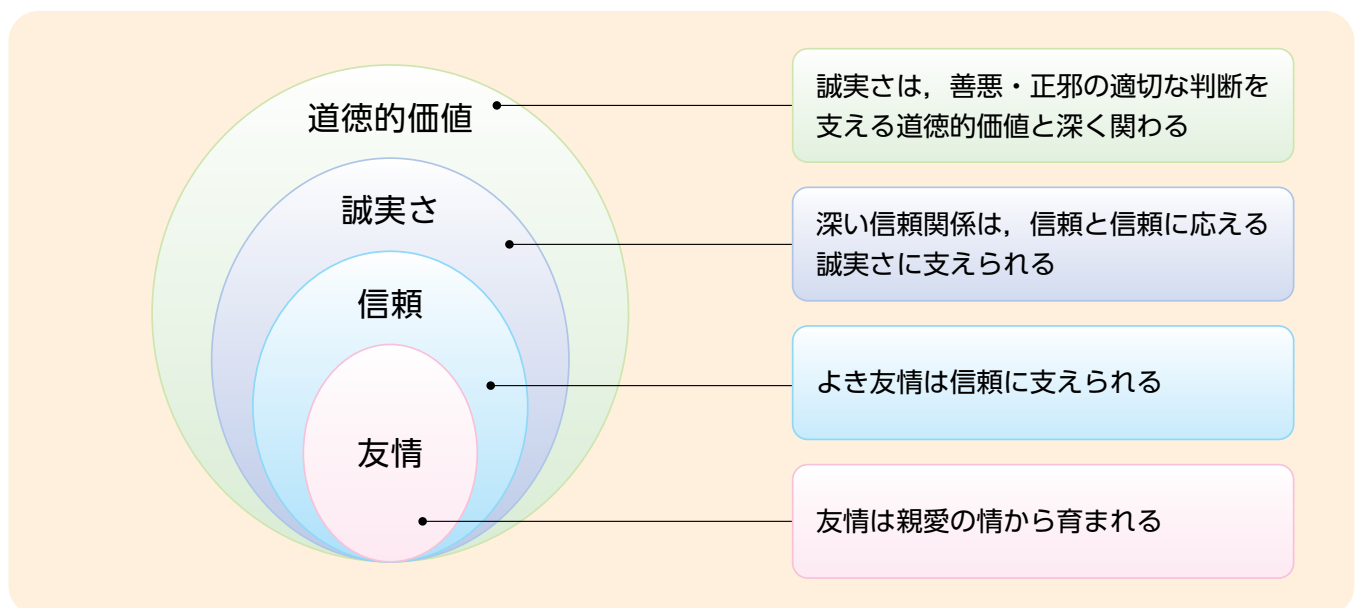 道徳的価値
誠実さ
信頼
友情
誠実さは，善悪・正邪の適切な判断を
支える道徳的価値と深く関わる
深い信頼関係は，信頼と信頼に応える
誠実さに支えられる
よき友情は信頼に支えられる
友情は親愛の情から育まれる